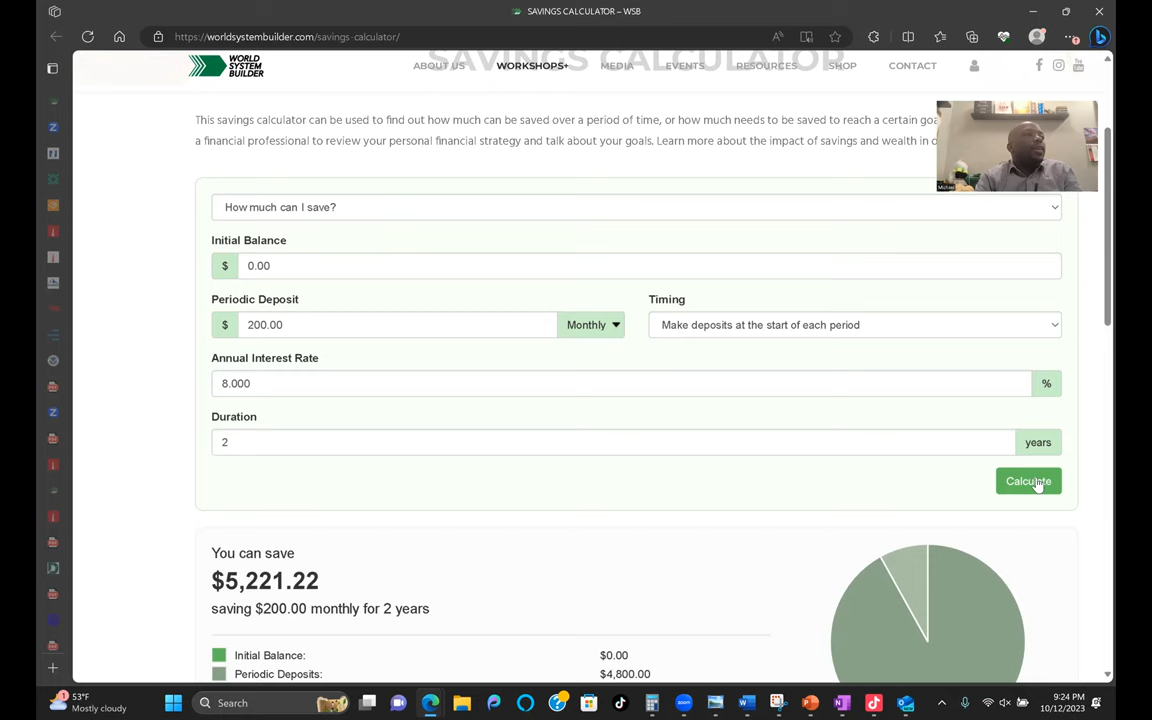 SAVINGS CALCULATOR – WSB
https://worldsystembuilder.com/savings-calculator/
WORLD SYSTEM BUILDER
ABOUT US WORKSHOPS+ MEDIA EVENTS RESOURCES SHOP CONTACT
SAVINGS CALCULATOR
This savings calculator can be used to find out how much can be saved over a period of time, or how much needs to be saved to reach a certain goa
a financial professional to review your personal financial strategy and talk about your goals. Learn more about the impact of savings and wealth in o
Michael
How much can I save?
Initial Balance
$ 0.00
Periodic Deposit Timing
$ 200.00 Monthly Make deposits at the start of each period
Annual Interest Rate
8.000 %
Duration
2 years
Calculate
You can save
$5,221.22
saving $200.00 monthly for 2 years
Initial Balance: $0.00
Periodic Deposits: $4,800.00
53°F
Mostly cloudy
Search
9:24 PM
10/12/2023